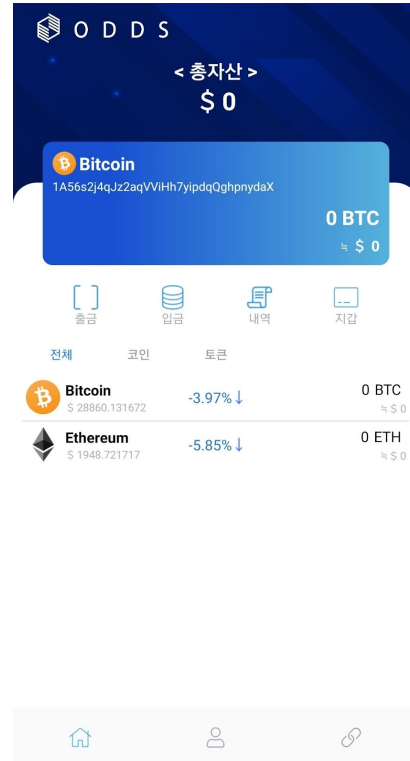 ODDS
< 총자산 >
$ 0
Bitcoin
1A56s2j4qJz2aqVViHh7yipdqQghpnydaX
0 BTC
≒ $ 0
출금 입금 내역 지갑
전체 코인 토큰
Bitcoin -3.97%↓ 0 BTC
$ 28860.131672 ≒ $ 0
Ethereum -5.85%↓ 0 ETH
$ 1948.721717 ≒ $ 0